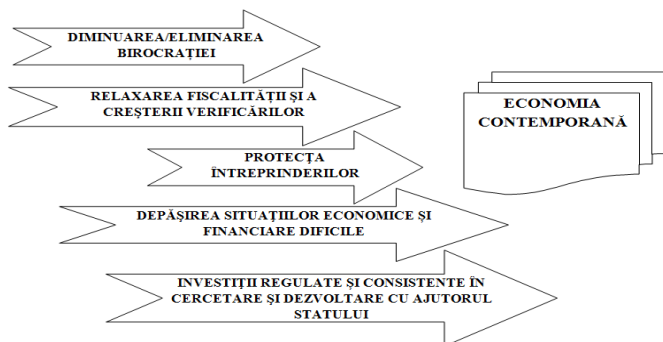 DIMINUAREA/ELIMINAREA
BIROCRAȚIEI
RELAXAREA FISCALITĂȚII ȘI A
CREȘTERII VERIFICĂRILOR
ECONOMIA
CONTEMPORANĂ
PROTECȚA
ÎNTREPRINDERILOR
DEPĂȘIREA SITUAȚIILOR ECONOMICE ȘI
FINANCIARE DIFICILE
INVESTIȚII REGULATE ȘI CONSISTENTE ÎN
CERCETARE ȘI DEZVOLTARE CU AJUTORUL
STATULUI